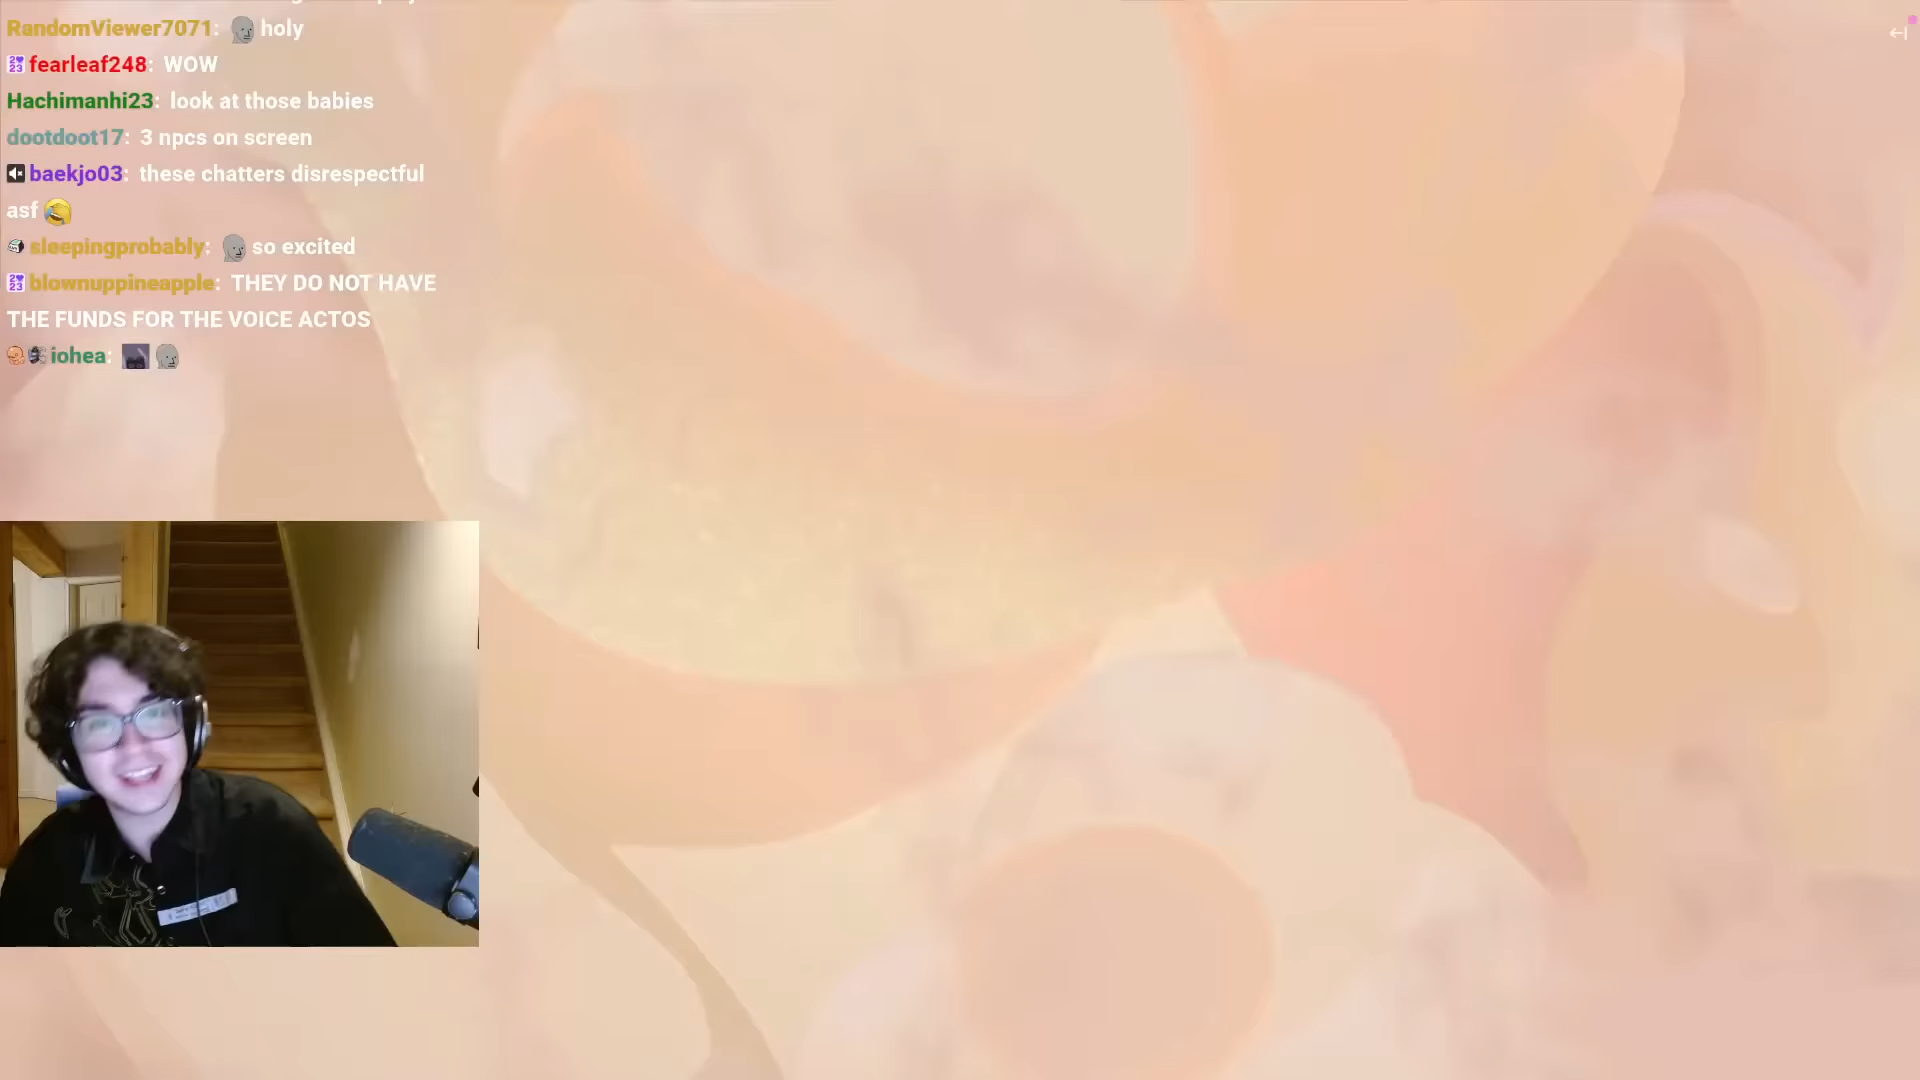 RandomViewer7071: holy
fearleaf248: WOW
Hachimanhi23: look at those babies
dootdoot17: 3 npcs on screen
baekjo03: these chatters disrespectful
asf
sleepingprobably: so excited
blownuppineapple: THEY DO NOT HAVE
THE FUNDS FOR THE VOICE ACTOS
iohea: